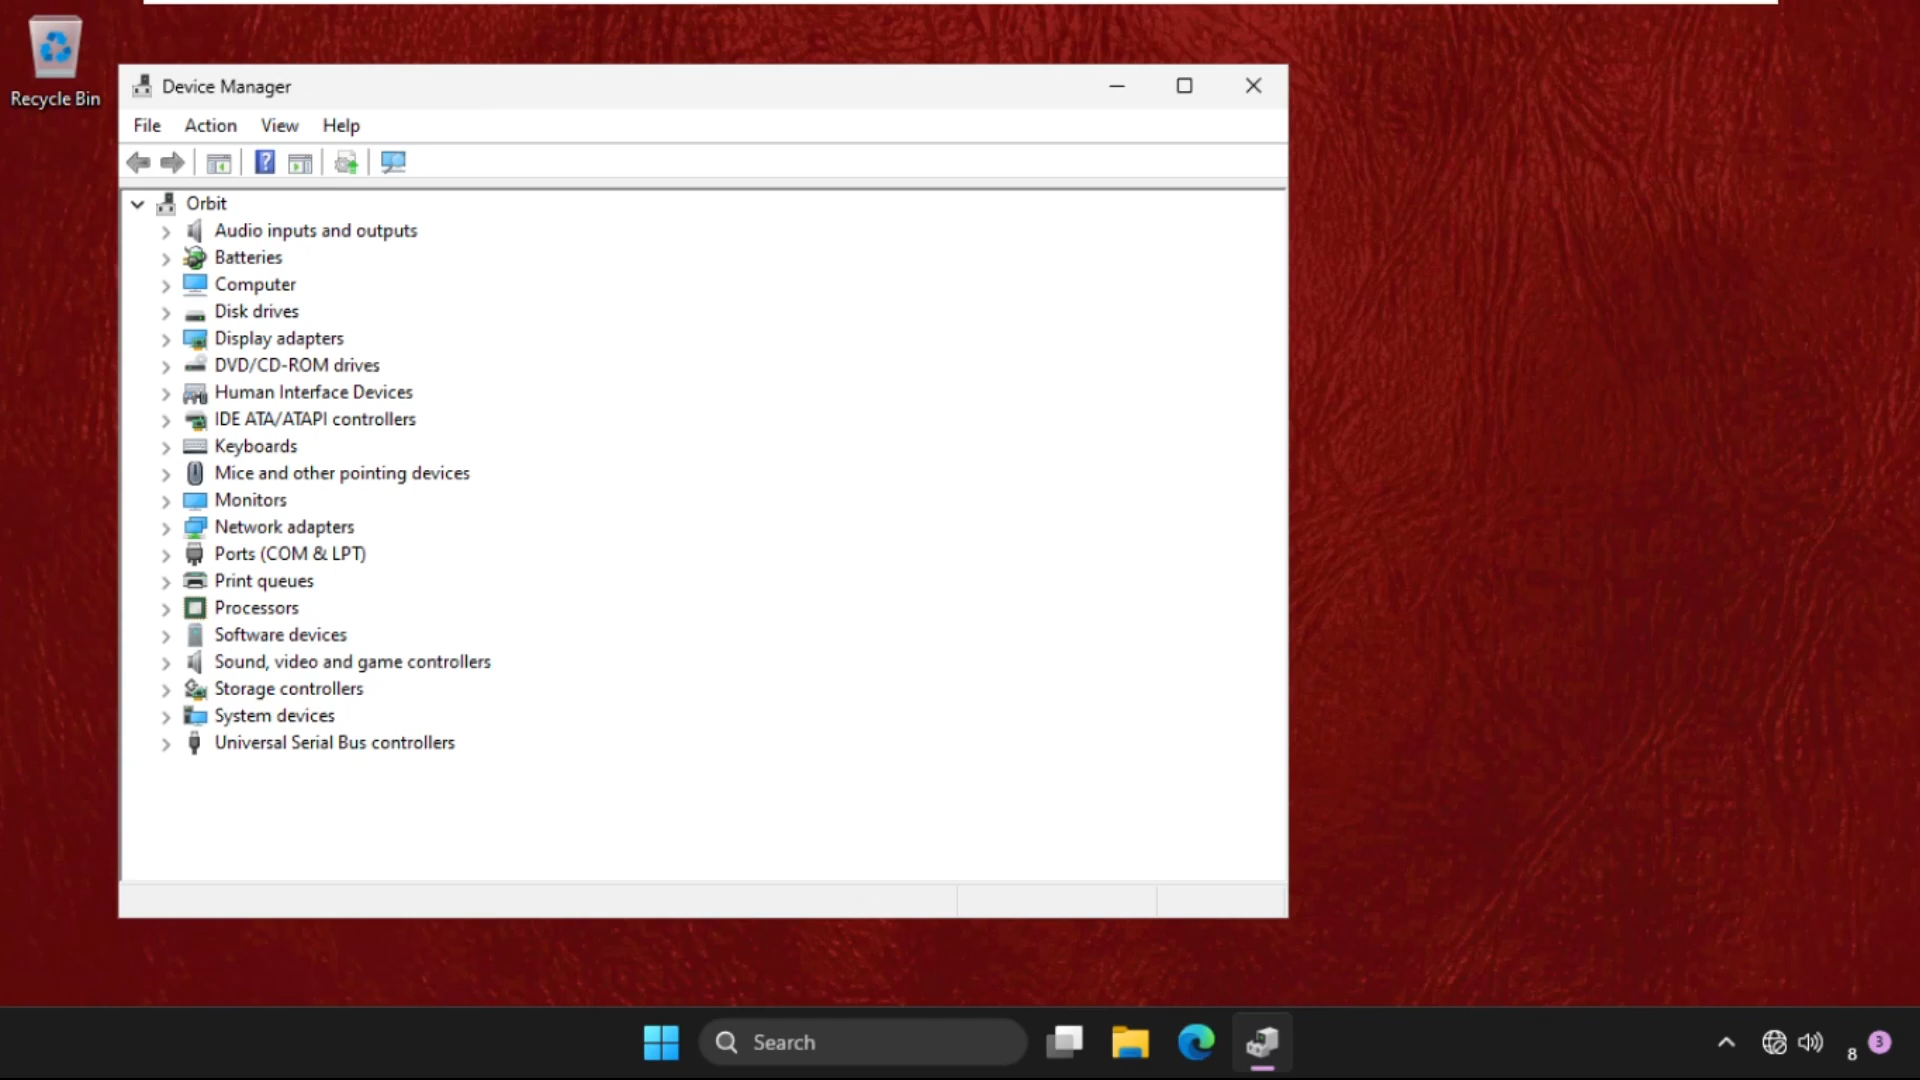 Recycle Bin
Device Manager
File Action View Help
Orbit
Audio inputs and outputs
Batteries
Computer
Disk drives
Display adapters
DVD/CD-ROM drives
Human Interface Devices
IDE ATA/ATAPI controllers
Keyboards
Mice and other pointing devices
Monitors
Network adapters
Ports (COM & LPT)
Print queues
Processors
Software devices
Sound, video and game controllers
Storage controllers
System devices
Universal Serial Bus controllers
Search
8 3